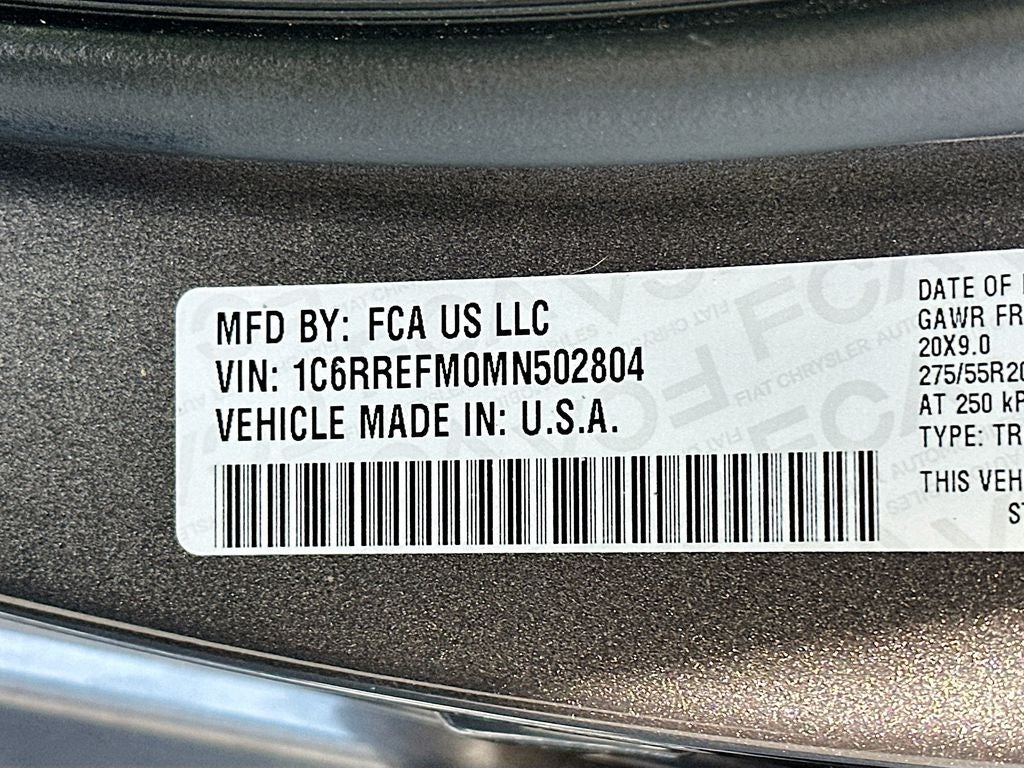 MFD BY: FCA US LLC
VIN: 1C6RREFM0MN502804
VEHICLE MADE IN: U.S.A.
DATE OF
GAWR FR
20X9.0
275/55R20
AT 250 kP
TYPE: TR
THIS VEH
ST